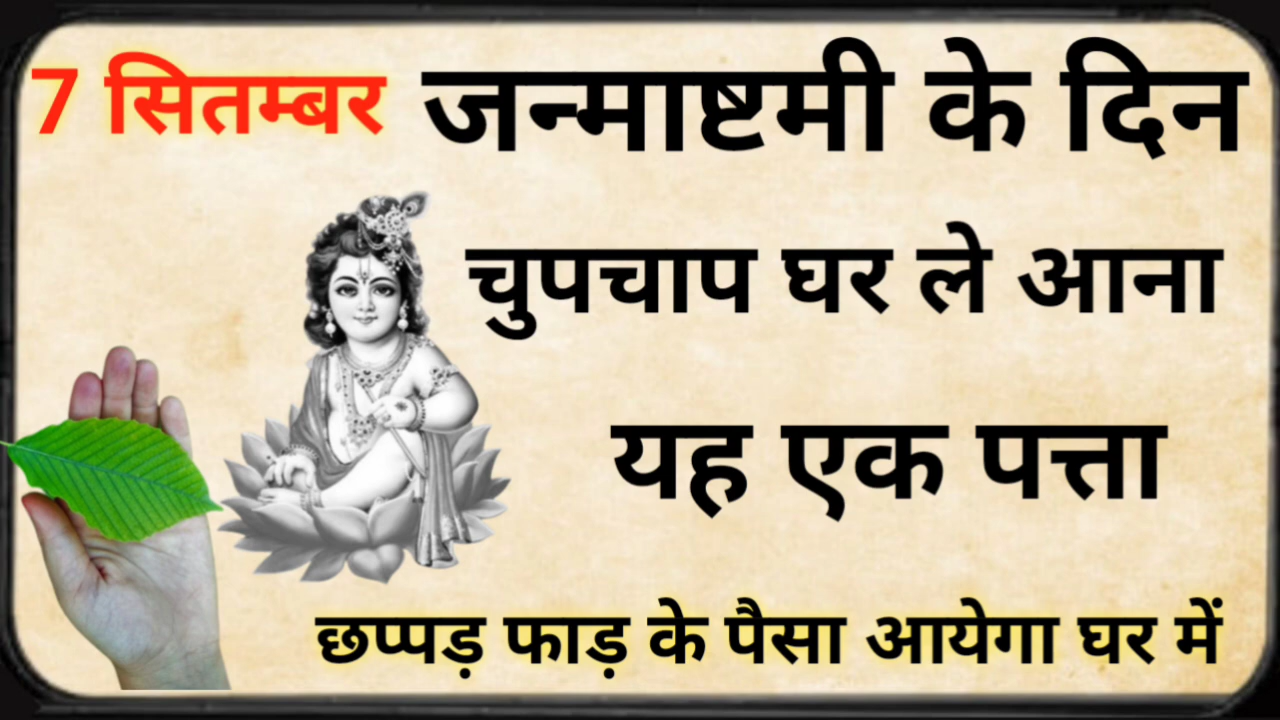 7 सितम्बर जन्माष्टमी के दिन
चुपचाप घर ले आना
यह एक पत्ता
छप्पड़ फाड़ के पैसा आयेगा घर में